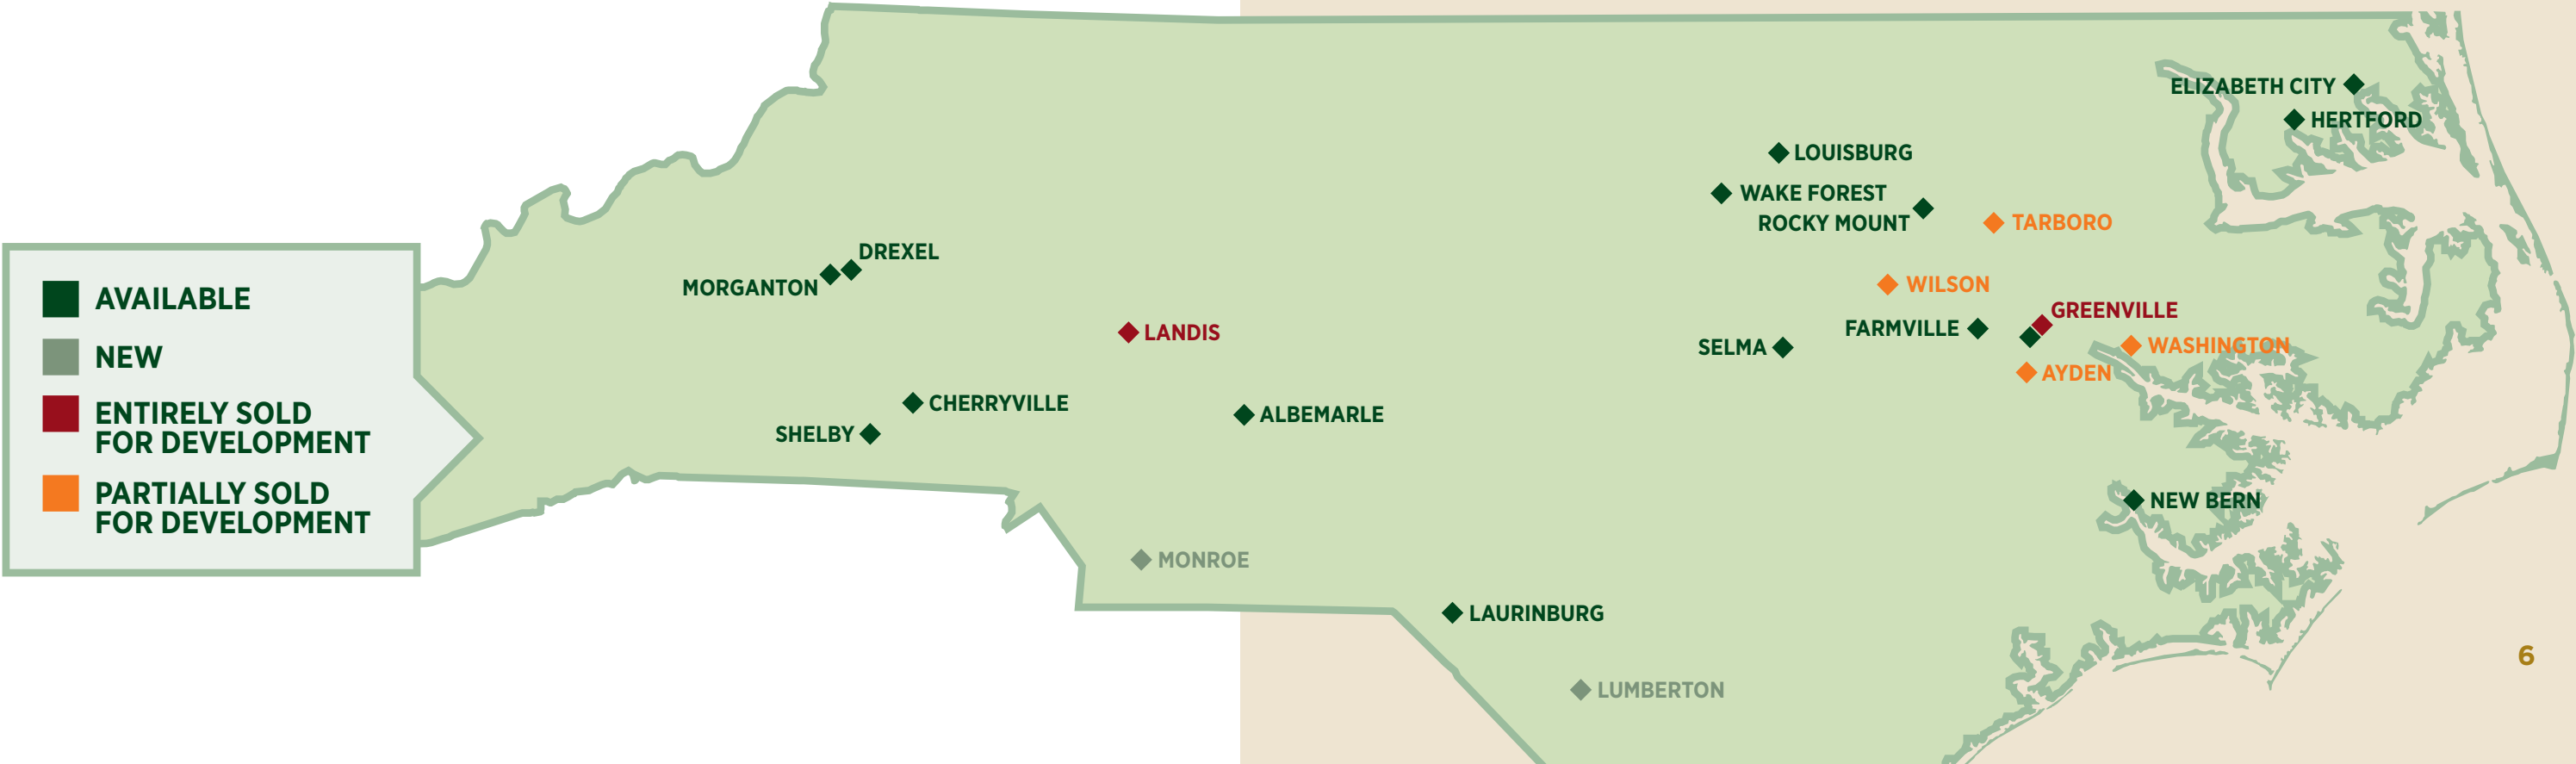 AVAILABLE
NEW
ENTIRELY SOLD
FOR DEVELOPMENT
PARTIALLY SOLD
FOR DEVELOPMENT
ELIZABETH CITY
HERTFORD
LOUISBURG
WAKE FOREST
ROCKY MOUNT
TARBORO
DREXEL
MORGANTON
WILSON
GREENVILLE
LANDIS
FARMVILLE
SELMA
WASHINGTON
AYDEN
CHERRYVILLE
ALBEMARLE
SHELBY
NEW BERN
MONROE
LAURINBURG
LUMBERTON
6